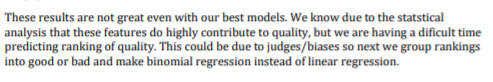 These results are not great even with our best models. We know due to the statstical
analysis that these features do highly contribute to quality, but we are having a dificult time
predicting ranking of quality. This could be due to judges/biases so next we group rankings
into good or bad and make binomial regression instead of linear regression.